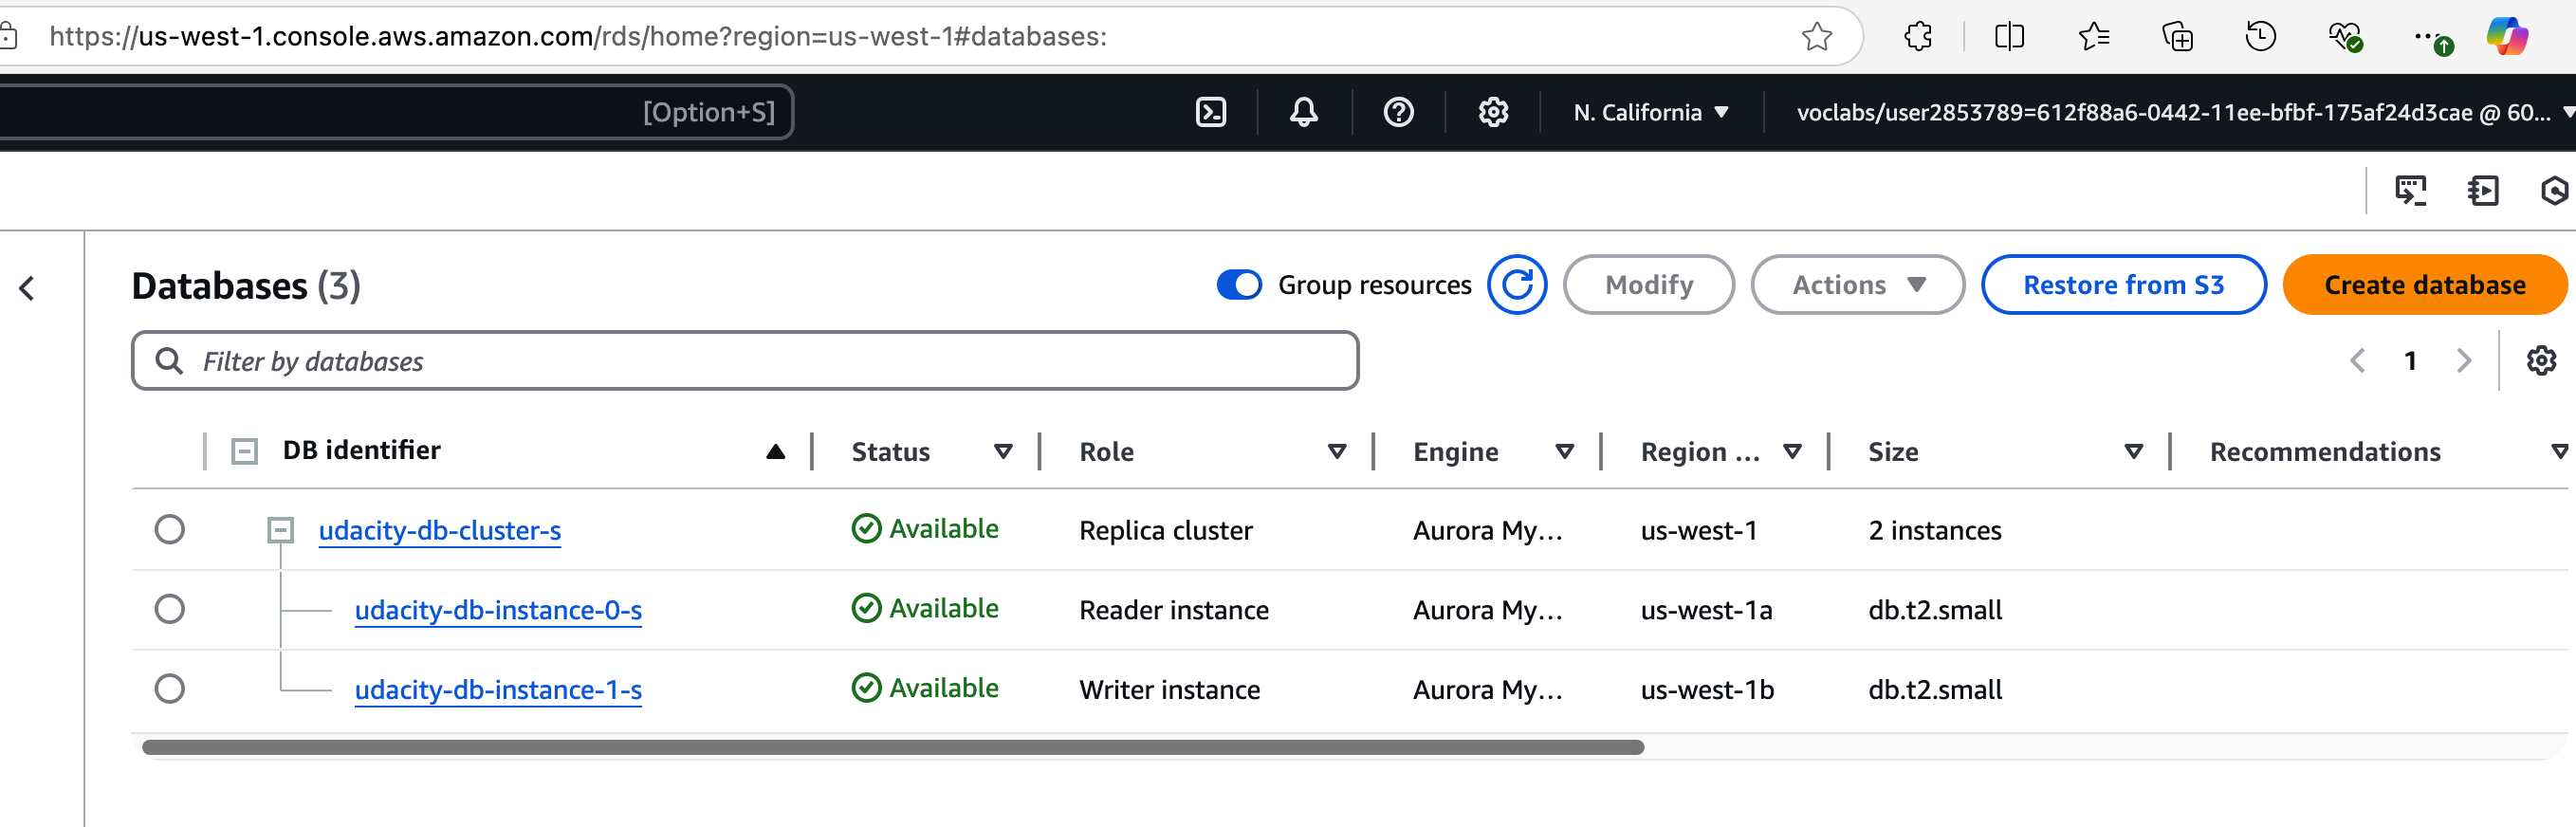 https://us-west-1.console.aws.amazon.com/rds/home?region=us-west-1#databases:
[Option+S] N. California voclabs/user2853789=612f88a6-0442-11ee-bfbf-175af24d3cae @ 60...
Databases (3) Group resources Modify Actions Restore from S3 Create database
Filter by databases 1
DB identifier Status Role Engine Region ... Size Recommendations
udacity-db-cluster-s Available Replica cluster Aurora My... us-west-1 2 instances
udacity-db-instance-0-s Available Reader instance Aurora My... us-west-1a db.t2.small
udacity-db-instance-1-s Available Writer instance Aurora My... us-west-1b db.t2.small